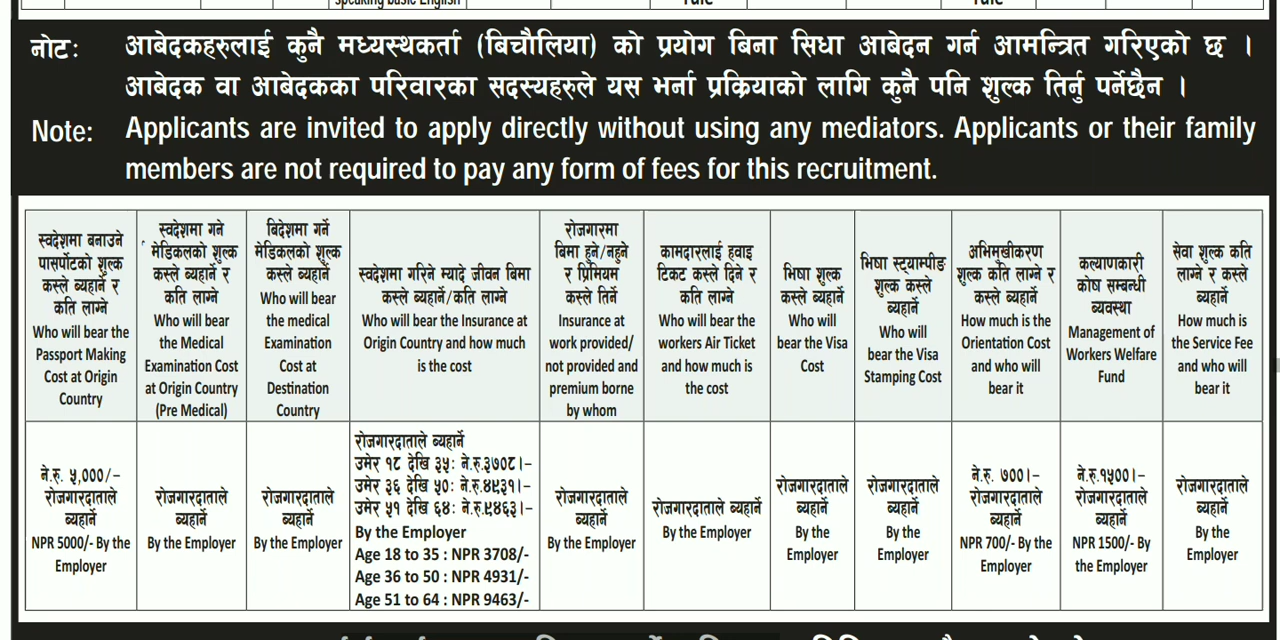 speaking basic English
नोटः आबेदकहरुलाई कुनै मध्यस्थकर्ता (बिचौलिया) को प्रयोग बिना सिधा आबेदन गर्न आमन्त्रित गरिएको छ ।
आबेदक वा आबेदकका परिवारका सदस्यहरुले यस भर्ना प्रक्रियाको लागि कुनै पनि शुल्क तिर्नु पर्नेछैन ।
Note: Applicants are invited to apply directly without using any mediators. Applicants or their family
members are not required to pay any form of fees for this recruitment.
स्वदेशमा बनाउने
पासपोर्टको शुल्क
कस्ले ब्यहार्ने र
कति लाग्ने
Who will bear the
Passport Making
Cost at Origin
Country
स्वदेशमा गर्ने
मेडिकलको शुल्क
कस्ले ब्यहार्ने र
कति लाग्ने
Who will bear
the Medical
Examination Cost
at Origin Country
(Pre Medical)
बिदेशमा गर्ने
मेडिकलको शुल्क
कस्ले ब्यहार्ने
Who will bear
the medical
Examination
Cost at
Destination
Country
स्वदेशमा गरिने म्यादे जीवन बिमा
कस्ले ब्यहार्ने/कति लाग्ने
Who will bear the Insurance at
Origin Country and how much
is the cost
रोजगारमा
बिमा हुने/नहुने
र प्रिमियम
कस्ले तिर्ने
Insurance at
work provided/
not provided and
premium borne
by whom
कामदारलाई हवाइ
टिकट कस्ले दिने र
कति लाग्ने
Who will bear the
workers Air Ticket
and how much is
the cost
भिषा शुल्क
कस्ले ब्यहार्ने
Who will
bear the Visa
Cost
भिषा स्ट्याम्पीङ
शुल्क कस्ले
ब्यहार्ने
Who will
bear the Visa
Stamping Cost
अभिमुखीकरण
शुल्क कति लाग्ने र
कस्ले ब्यहार्ने
How much is the
Orientation Cost
and who will
bear it
कल्याणकारी
कोष सम्बन्धी
ब्यवस्था
Management of
Workers Welfare
Fund
सेवा शुल्क कति
लाग्ने र कस्ले
ब्यहार्ने
How much is
the Service Fee
and who will
bear it
ने.रु. ५,000/-
रोजगारदाताले
ब्यहार्ने
NPR 5000/- By the
Employer
रोजगारदाताले
ब्यहार्ने
By the Employer
रोजगारदाताले
ब्यहार्ने
By the Employer
रोजगारदाताले ब्यहार्ने
उमेर १८ देखि ३५ः ने.रु.३७०८।-
उमेर ३६ देखि ५०ः ने.रु.४९३१।-
उमेर ५१ देखि ६४ः ने.रु.९४६३।-
By the Employer
Age 18 to 35 : NPR 3708/-
Age 36 to 50 : NPR 4931/-
Age 51 to 64 : NPR 9463/-
रोजगारदाताले
ब्यहार्ने
By the Employer
रोजगारदाताले ब्यहार्ने
By the Employer
रोजगारदाताले
ब्यहार्ने
By the
Employer
रोजगारदाताले
ब्यहार्ने
By the
Employer
ने.रु. ७००।-
रोजगारदाताले
ब्यहार्ने
NPR 700/- By the
Employer
ने.रु.१५००।-
रोजगारदाताले
ब्यहार्ने
NPR 1500/- By
the Employer
रोजगारदाताले
ब्यहार्ने
By the
Employer